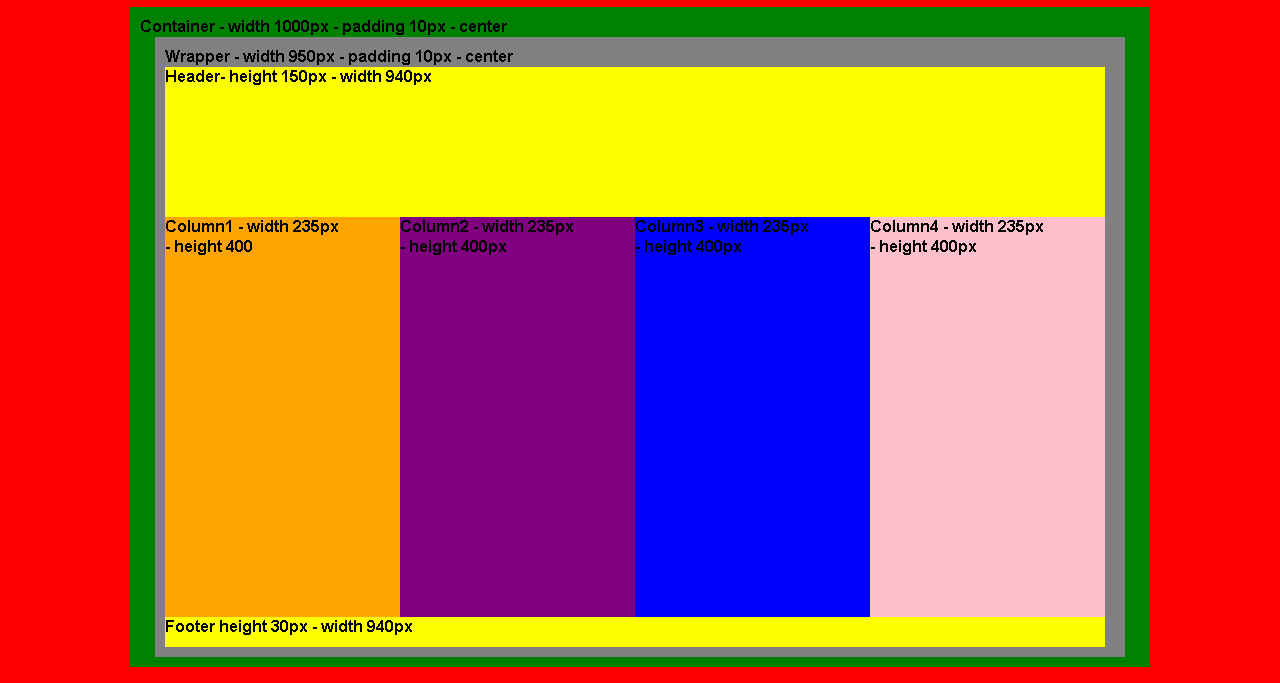 Container - width 1000px - padding 10px - center
Wrapper - width 950px - padding 10px - center
Header- height 150px - width 940px
Column1 - width 235px
- height 400
Column2 - width 235px
- height 400px
Column3 - width 235px
- height 400px
Column4 - width 235px
- height 400px
Footer height 30px - width 940px